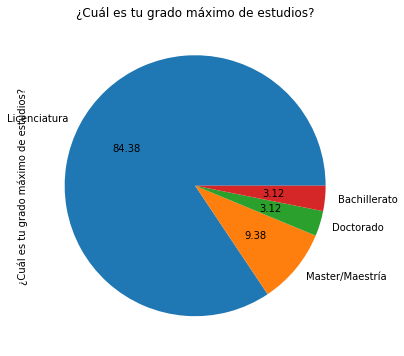 ¿Cuál es tu grado máximo de estudios?
¿Cuál es tu grado máximo de estudios?
Licenciatura
84.38
3.12
Bachillerato
3.12
Doctorado
9.38
Master/Maestría